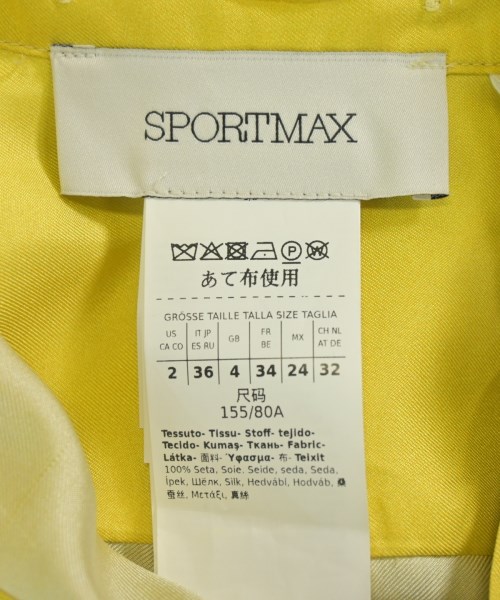 SPORTMAX
P W
あて布使用
GRÖSSE TAILLE TALLA SIZE TAGLIA
US CA CO IT JP ES RU GB FR BE MX CH NL AT DE
2 36 4 34 24 32
尺码
155/80A
Tessuto- Tissu- Stoff- tejido-
Tecido- Kumaş- Ткань- Fabric-
Látka- 面料- Ύφασμα- 布- Teixit
100% Seta, Soie, Seide, seda, Seda,
İpek, Шёлк, Silk, Hedvábí, Hodváb, 桑
蚕丝, Μετάξι, 真絲